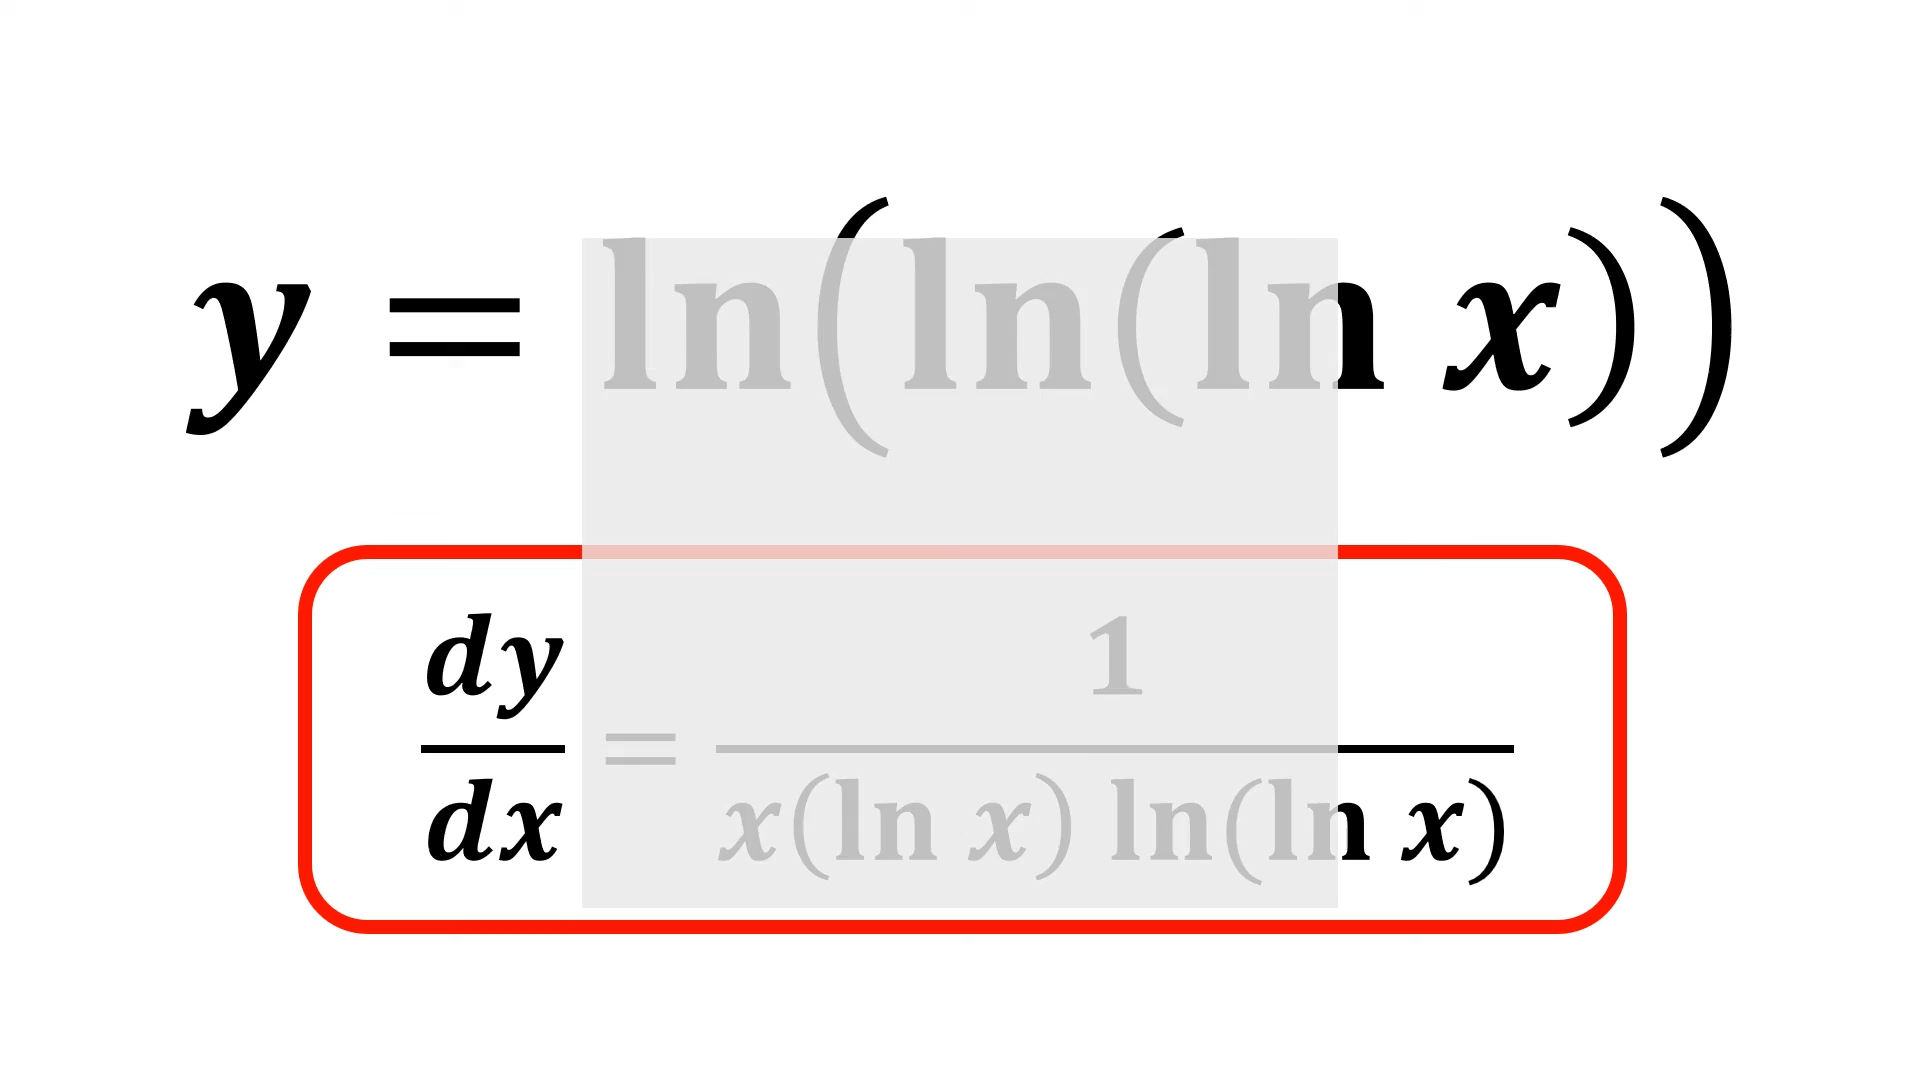 y = ln(ln(ln x))
dy/dx = 1/(x(ln x) ln(ln x))